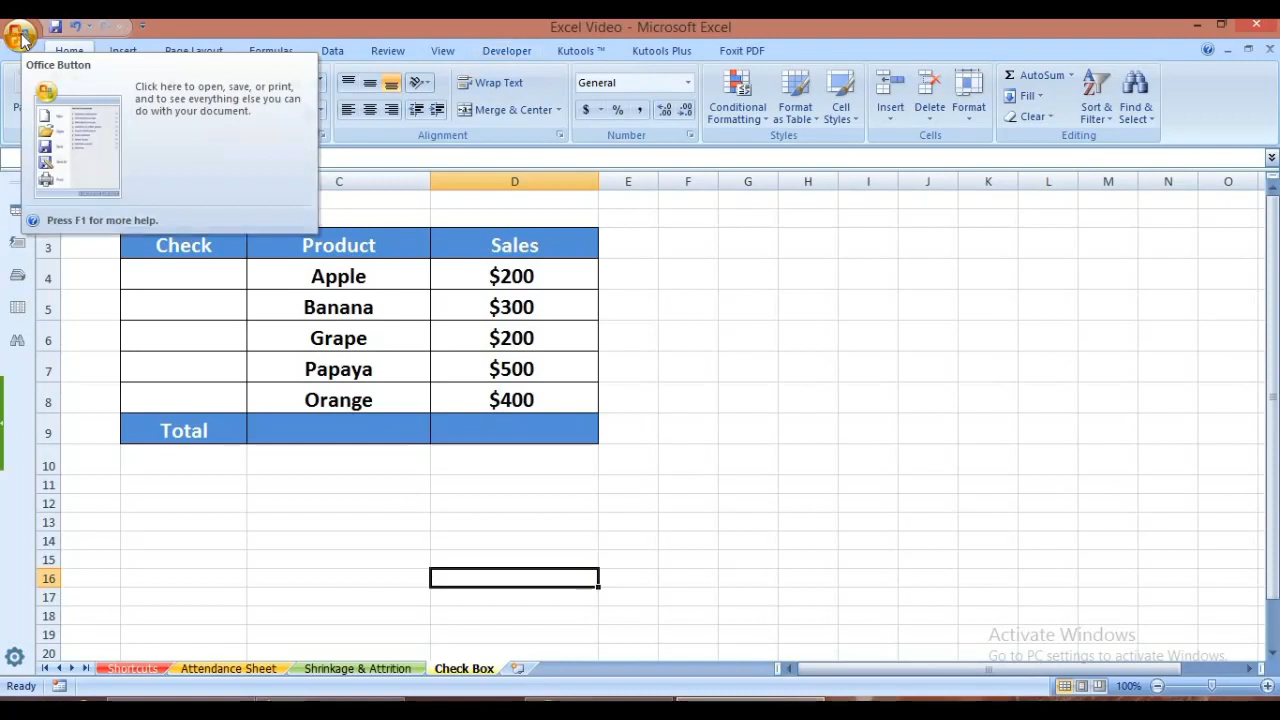 Excel Video - Microsoft Excel
Home Insert Page Layout Formulas Data Review View Developer Kutools ™ Kutools Plus Foxit PDF
Office Button
Click here to open, save, or print,
and to see everything else you can
do with your document.
Press F1 for more help.
Wrap Text
Merge & Center
Alignment
General
$ % ,
Number
Conditional
Formatting
Format
as Table
Cell
Styles
Styles
Insert
Delete
Format
Cells
Σ AutoSum
Fill
Clear
Sort &
Filter
Find &
Select
Editing
C D E F G H I J K L M N O
3 Check Product Sales
4 Apple $200
5 Banana $300
6 Grape $200
7 Papaya $500
8 Orange $400
9 Total
10
11
12
13
14
15
16
17
18
19
20
Activate Windows
Go to PC settings to activate Windows.
Shortcuts Attendance Sheet Shrinkage & Attrition Check Box
Ready
100%